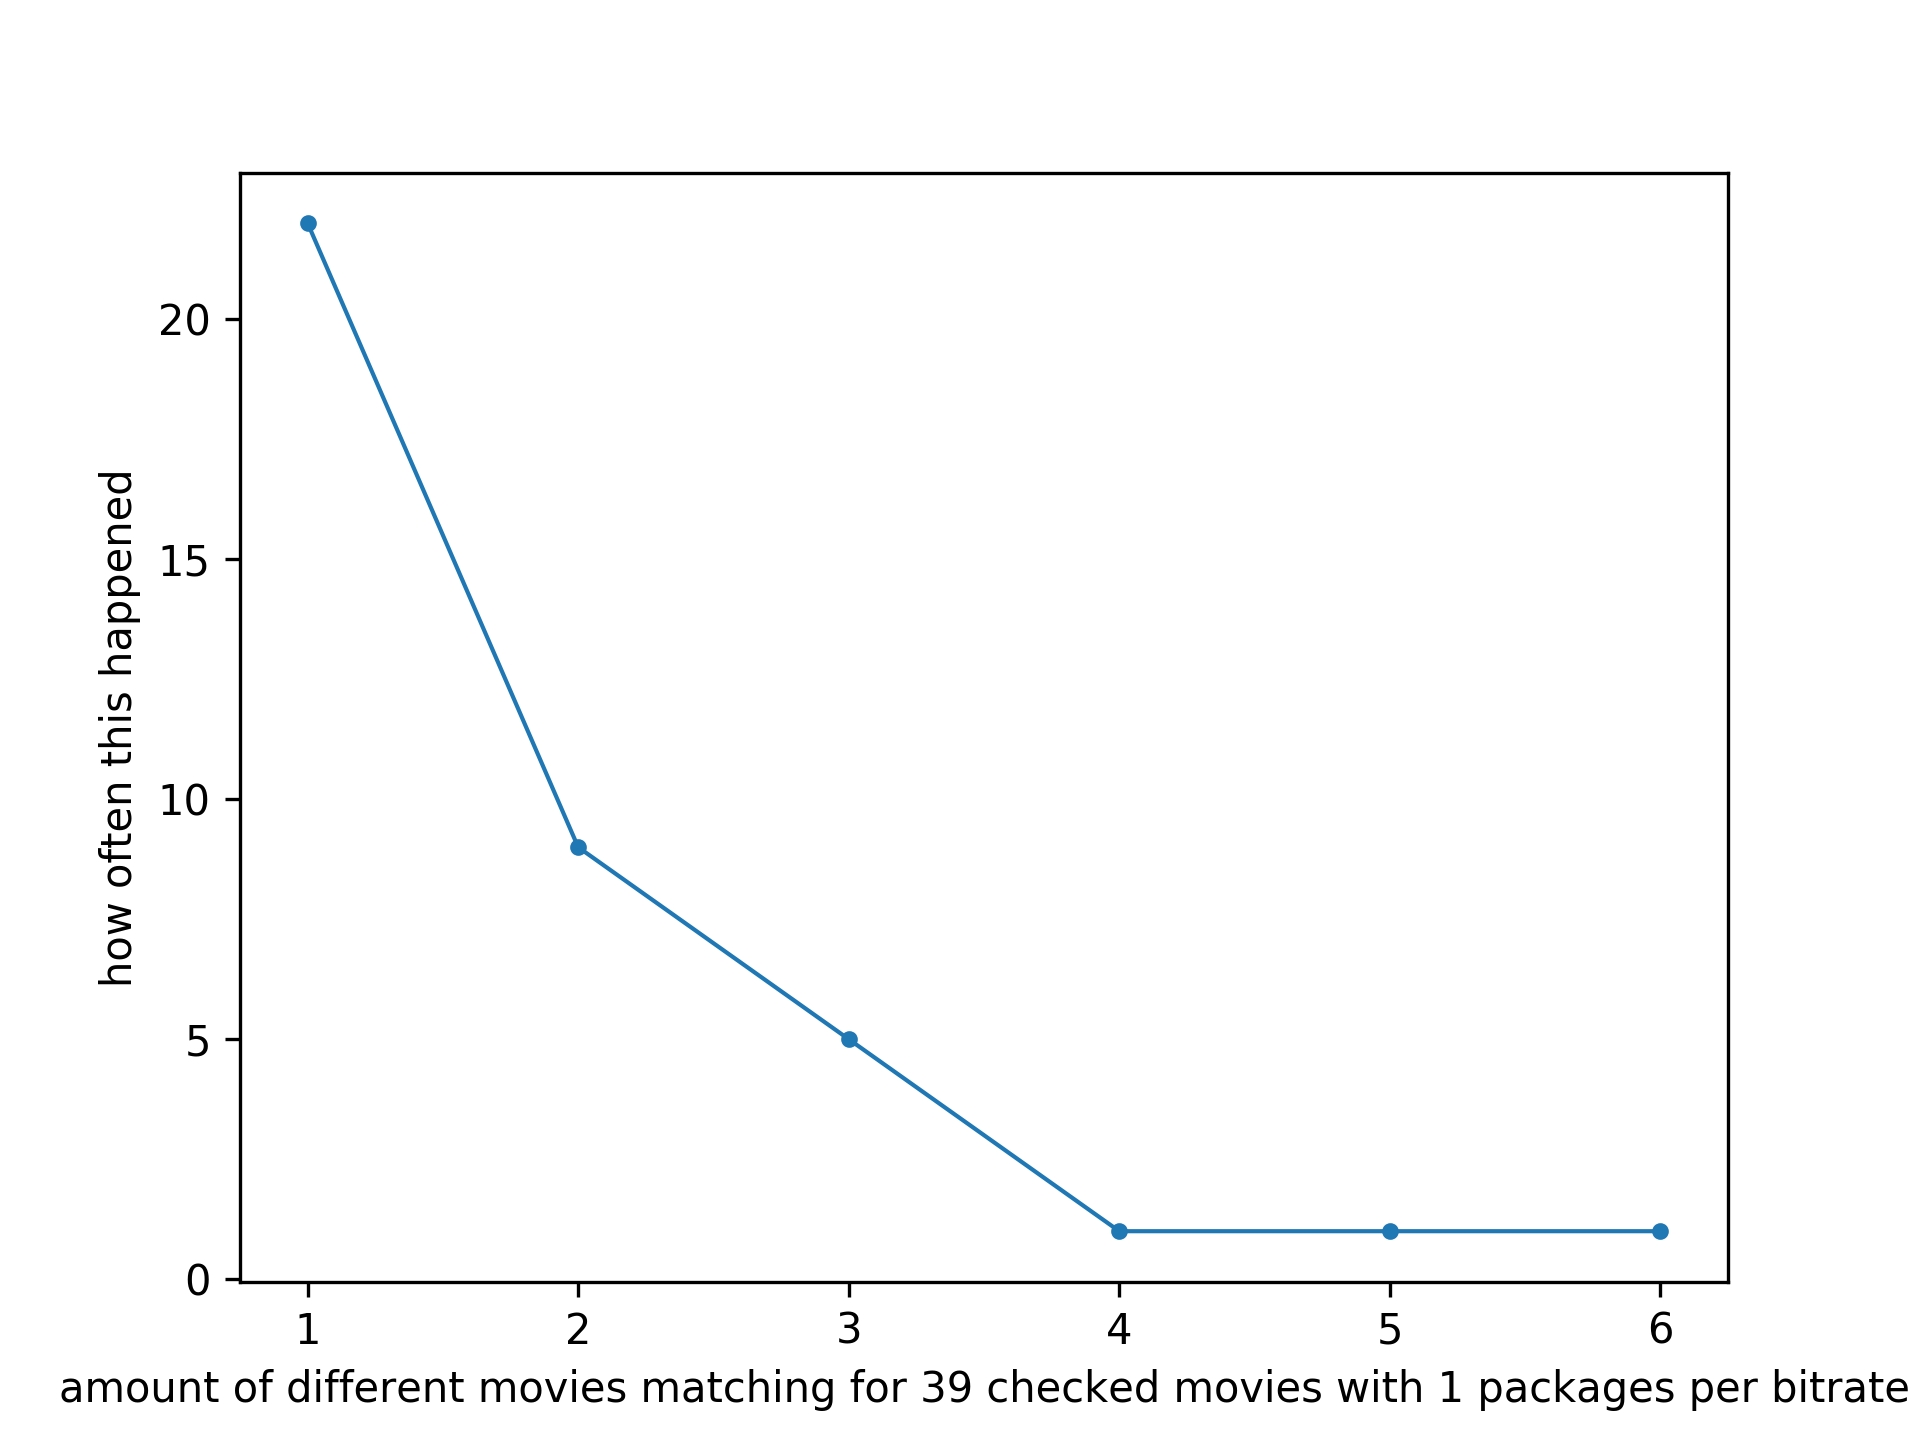 how often this happened
20
15
10
5
0
1 2 3 4 5 6
amount of different movies matching for 39 checked movies with 1 packages per bitrate